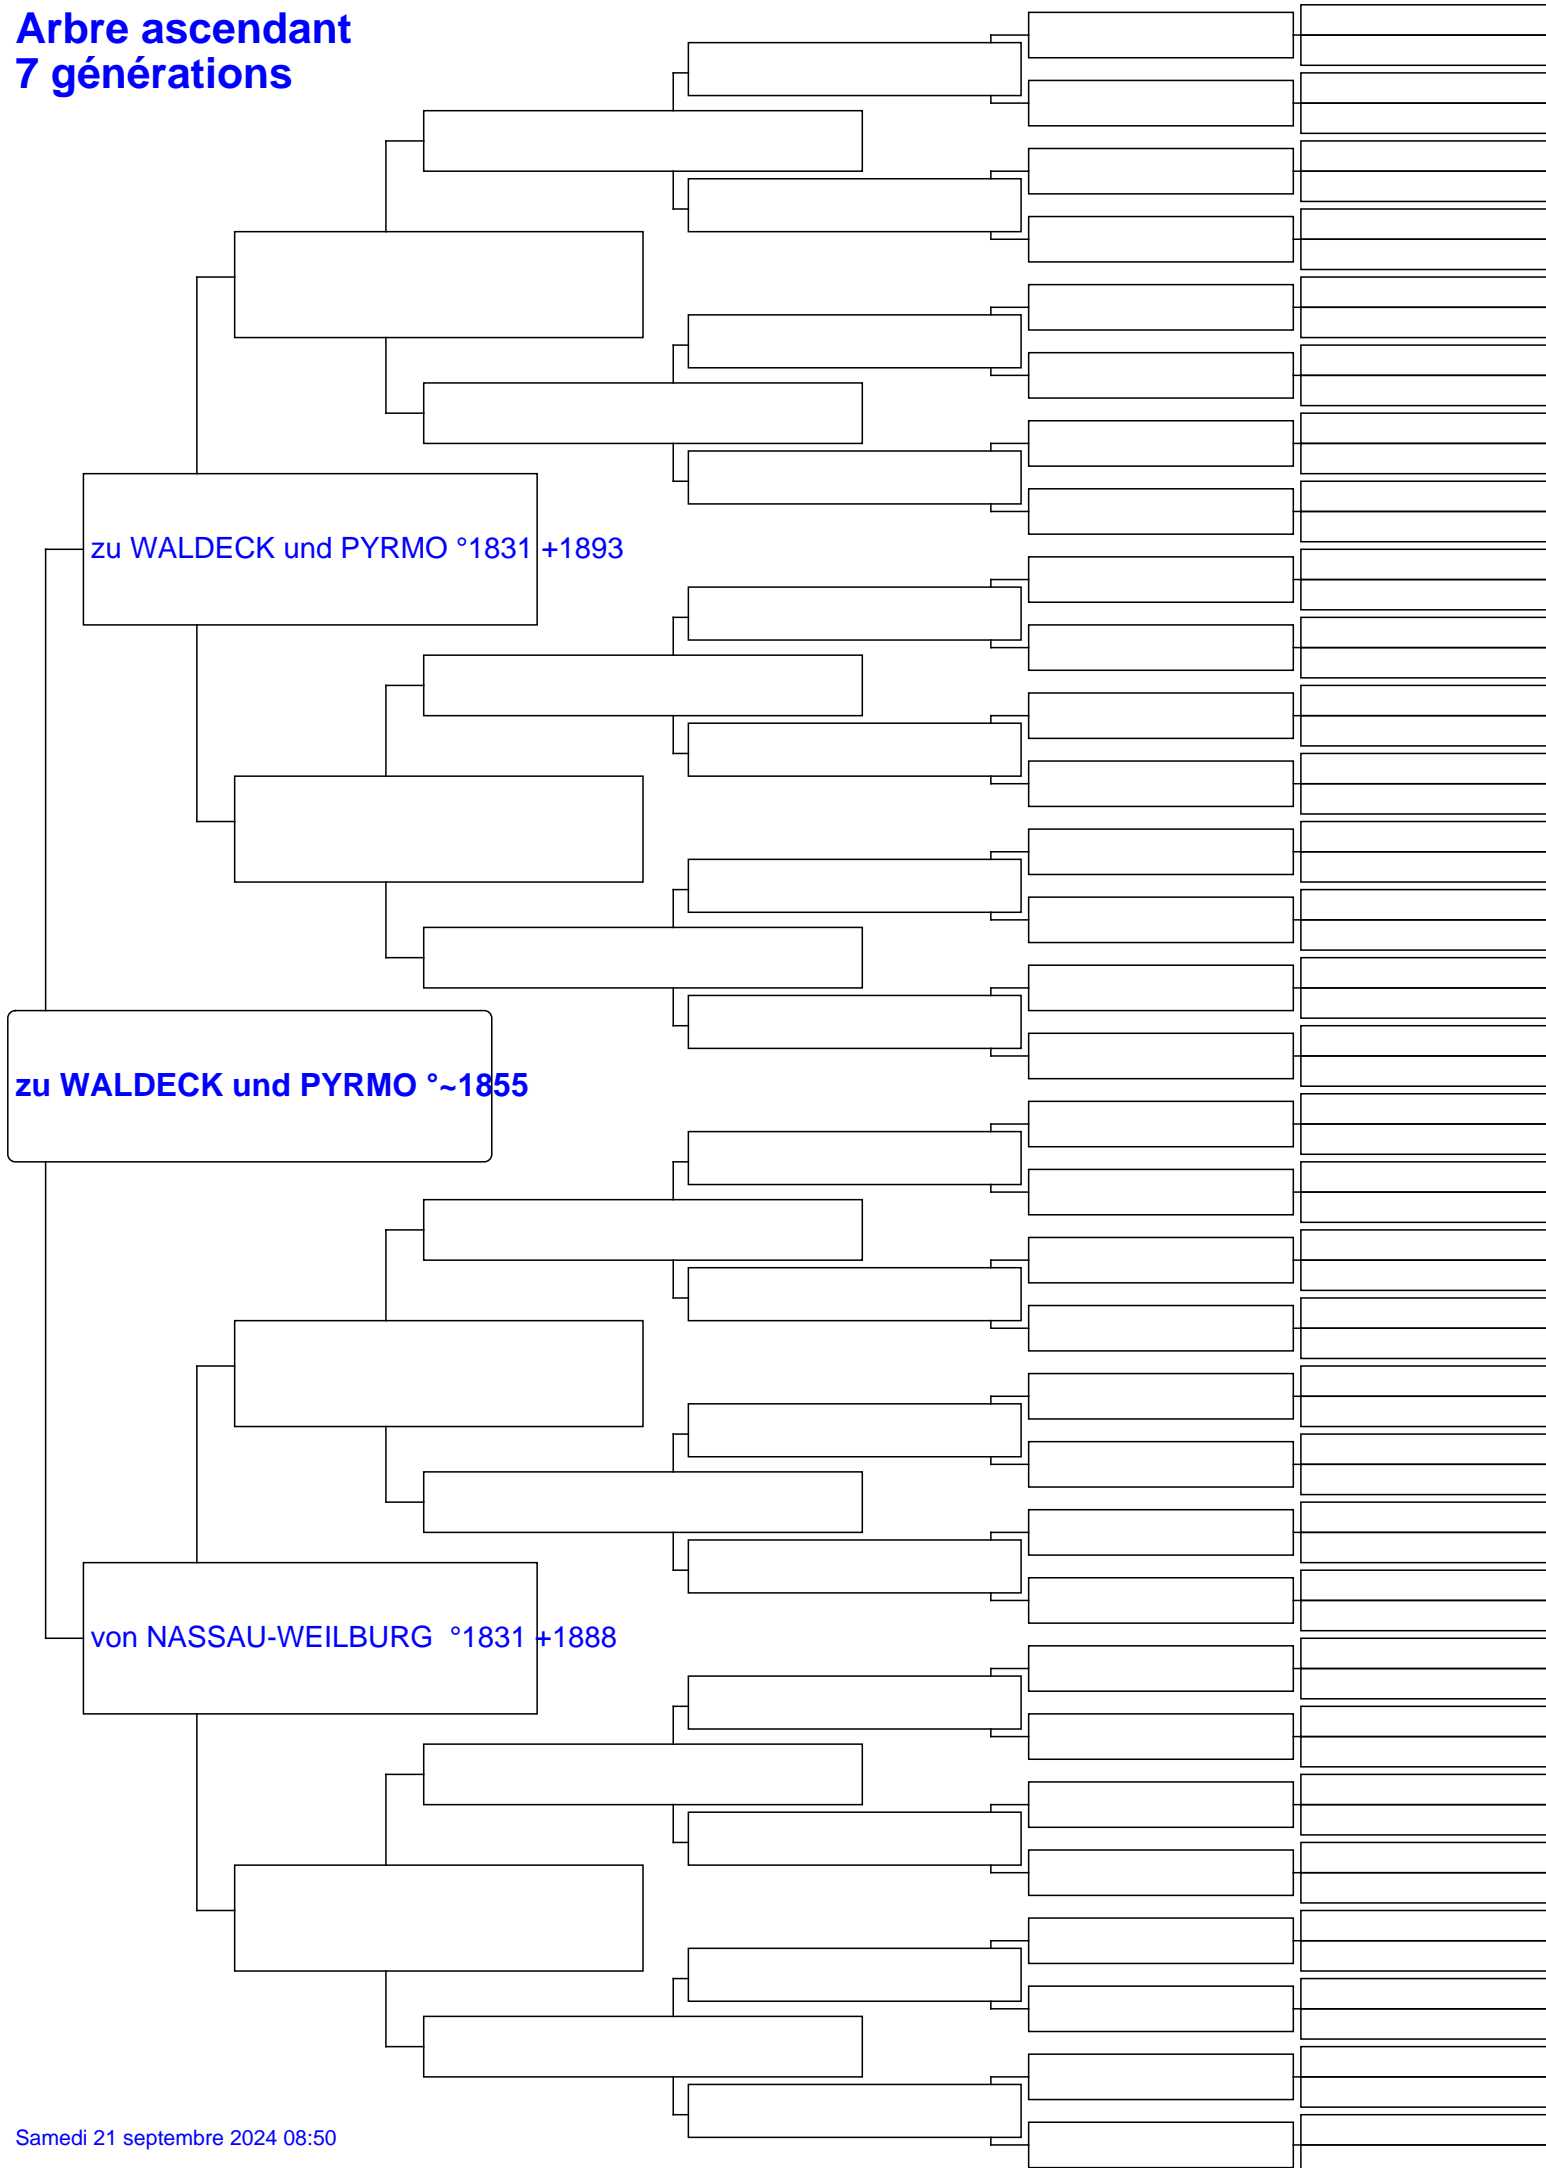 Arbre ascendant
7 générations
zu WALDECK und PYRMO °1831 +1893
zu WALDECK und PYRMO °~1855
von NASSAU-WEILBURG °1831 +1888
Samedi 21 septembre 2024 08:50